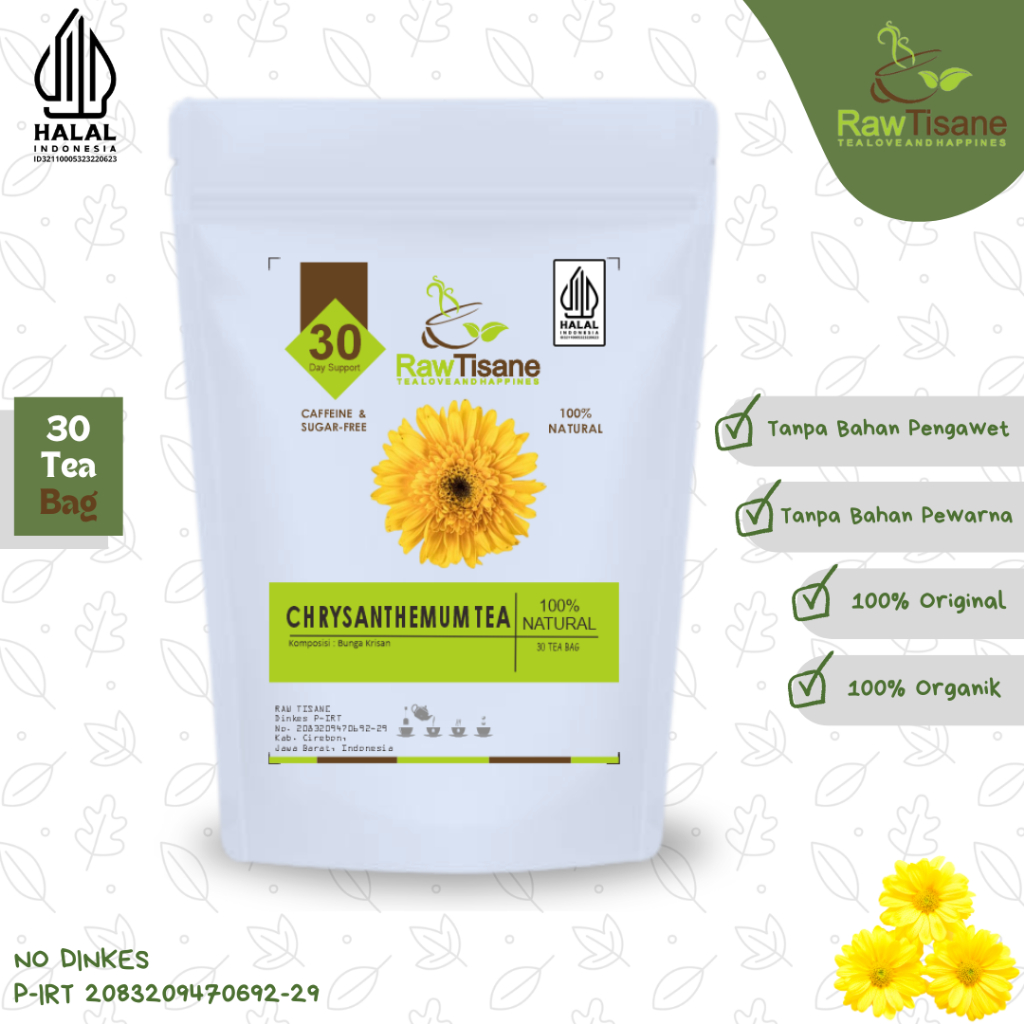 HALAL
INDONESIA
ID32110005323220623
RawTisane
TEALOVEANDHAPPINES
30
Day Support
RawTisane
TEALOVEANDHAPPINES
HALAL
INDONESIA
ID32110005323220623
CAFFEINE &
SUGAR-FREE
100%
NATURAL
30
Tea
Bag
Tanpa Bahan Pengawet
Tanpa Bahan Pewarna
100% Original
100% Organik
CHRYSANTHEMUM TEA
Komposisi : Bunga Krisan
100%
NATURAL
30 TEA BAG
RAW TISANE
Dinkes P-IRT
No. 2083209470692-29
Kab. Cirebon,
Jawa Barat, Indonesia
NO DINKES
P-IRT 2083209470692-29